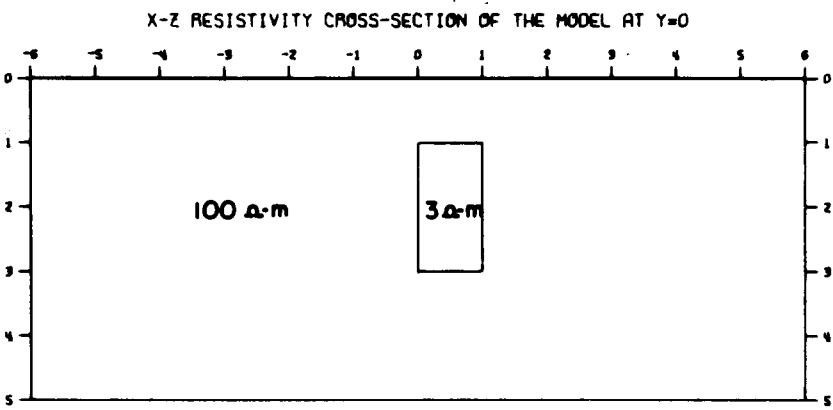 X-Z RESISTIVITY CROSS-SECTION OF THE MODEL AT Y=0
-6 -5 -4 -3 -2 -1 0 1 2 3 4 5 6
0 0
1 1
100 Ω·m 3 Ω·m
2 2
3 3
4 4
5 5